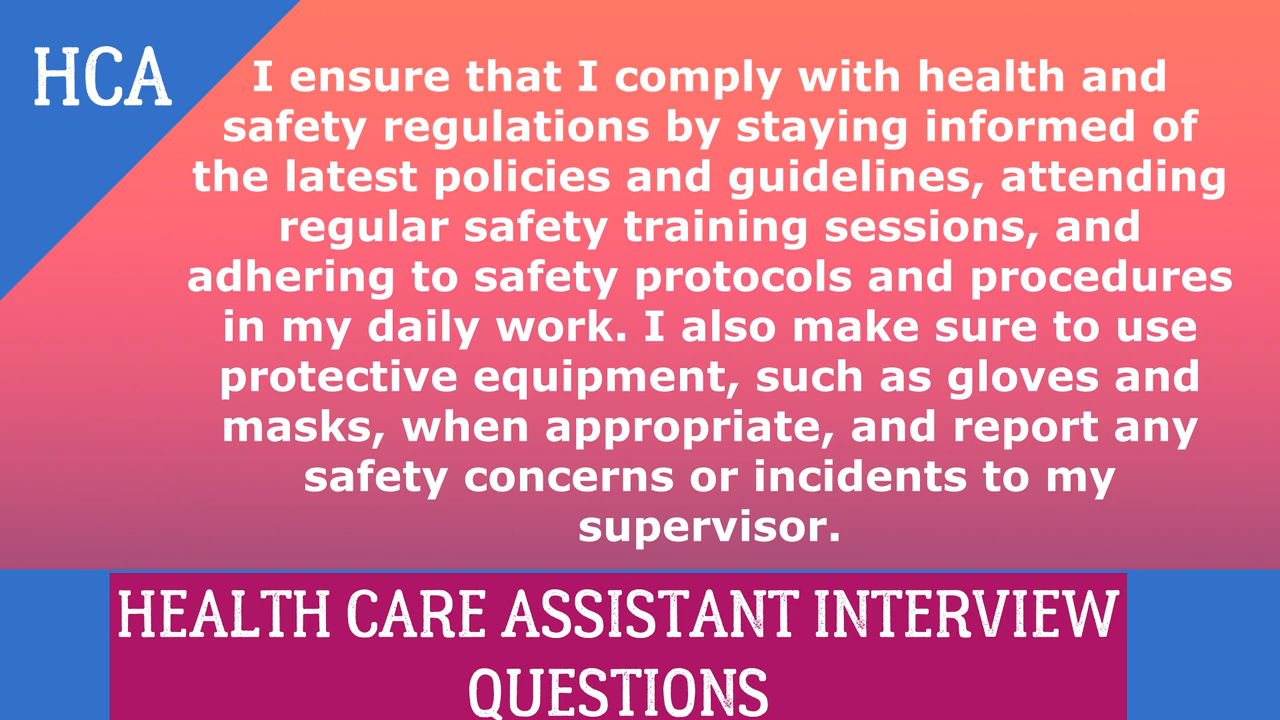 HCA
I ensure that I comply with health and
safety regulations by staying informed of
the latest policies and guidelines, attending
regular safety training sessions, and
adhering to safety protocols and procedures
in my daily work. I also make sure to use
protective equipment, such as gloves and
masks, when appropriate, and report any
safety concerns or incidents to my
supervisor.
HEALTH CARE ASSISTANT INTERVIEW
QUESTIONS